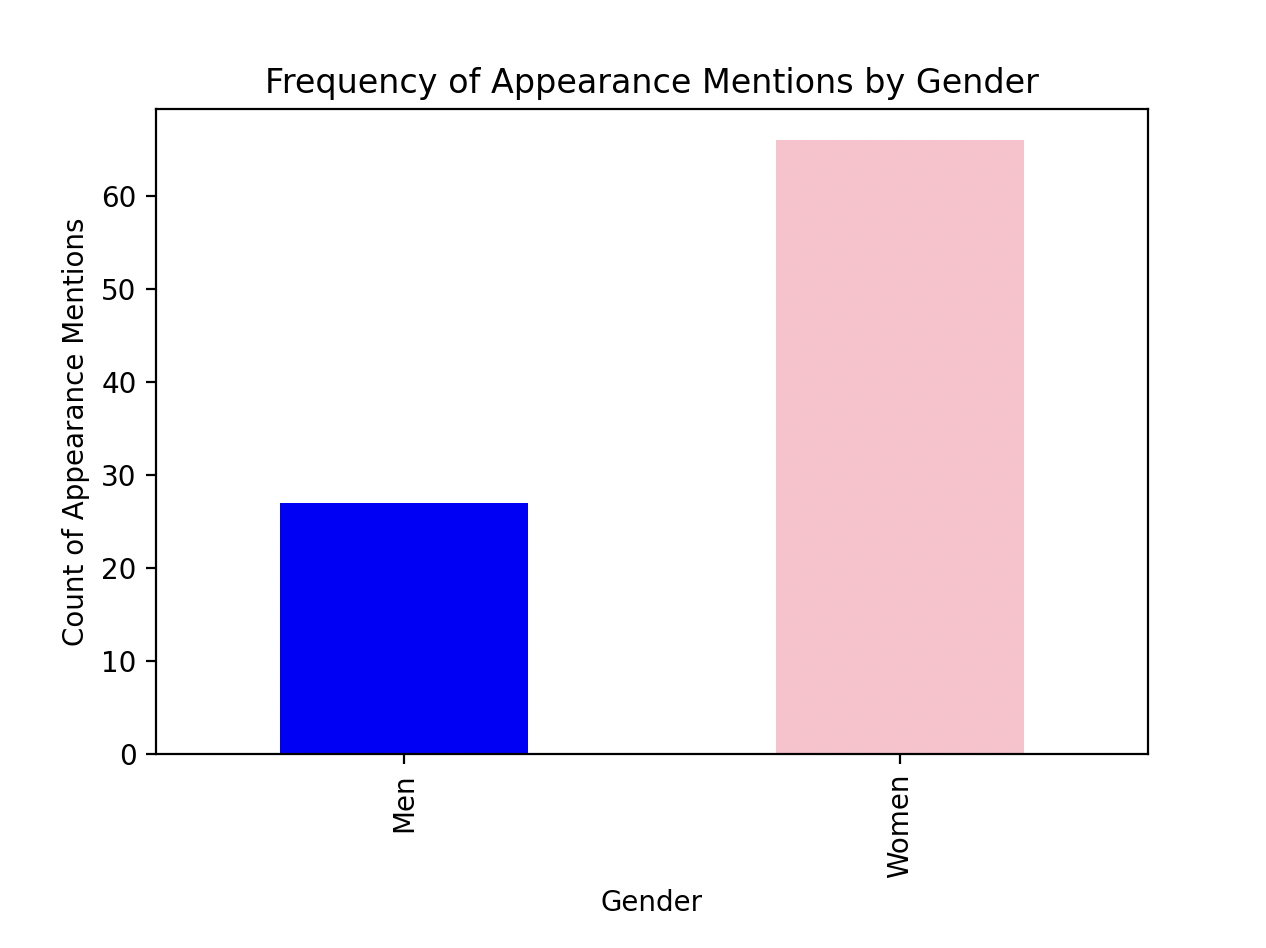 Frequency of Appearance Mentions by Gender
Count of Appearance Mentions
60
50
40
30
20
10
0
Men
Women
Gender